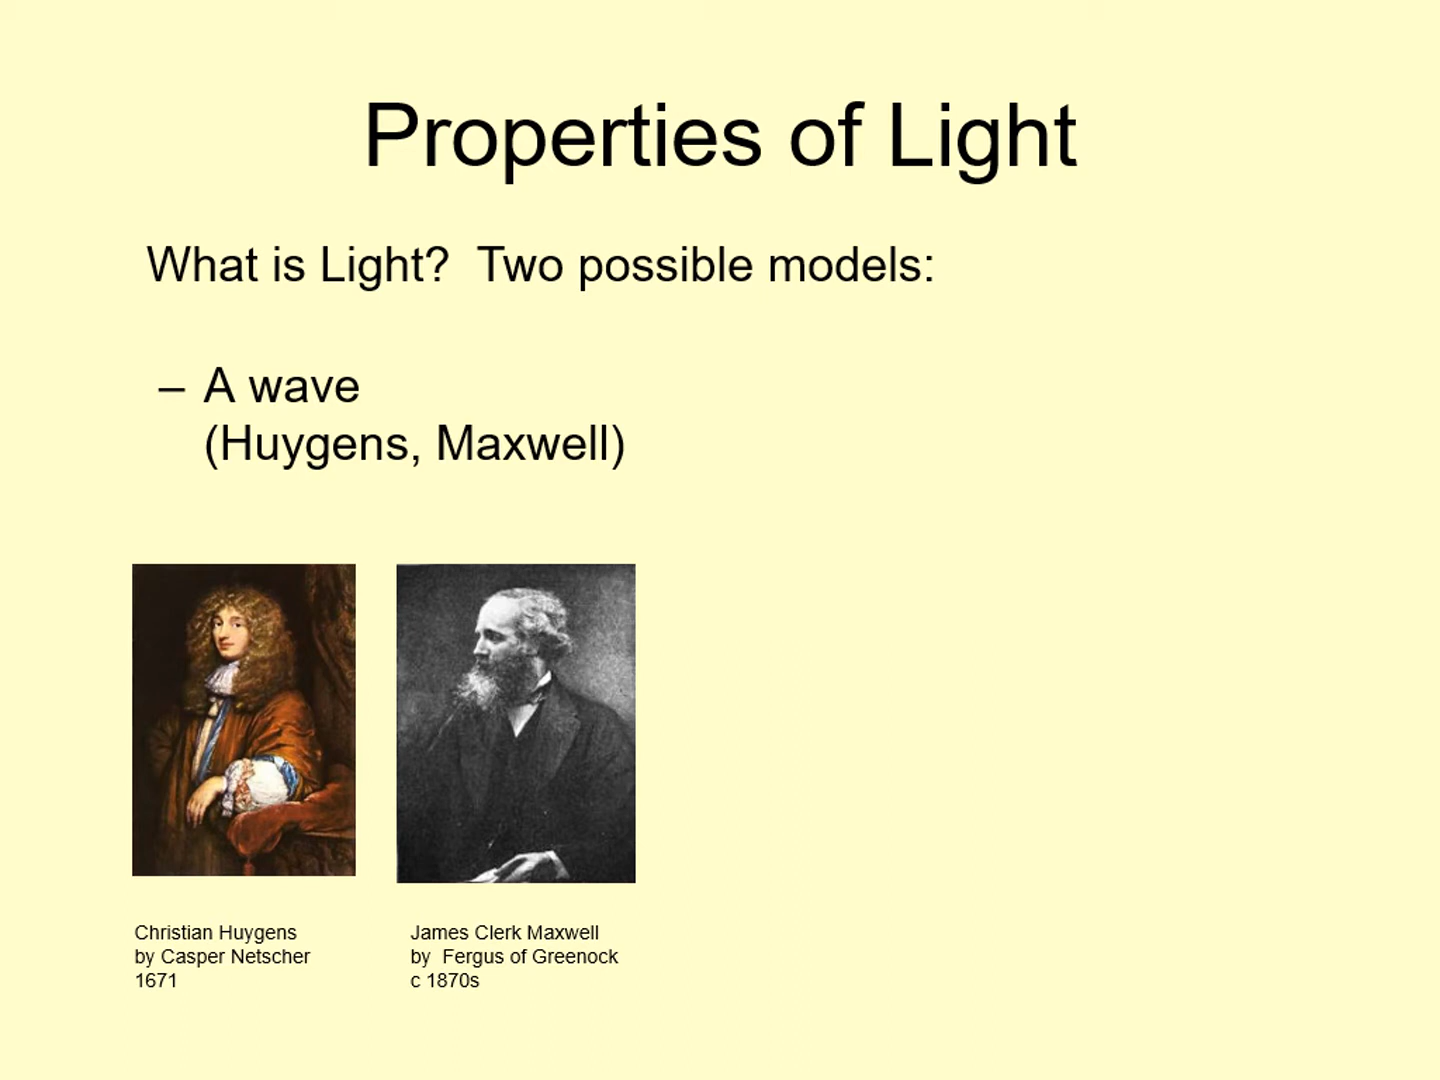 Properties of Light
What is Light?  Two possible models:
– A wave
(Huygens, Maxwell)
Christian Huygens
by Casper Netscher
1671
James Clerk Maxwell
by  Fergus of Greenock
c 1870s